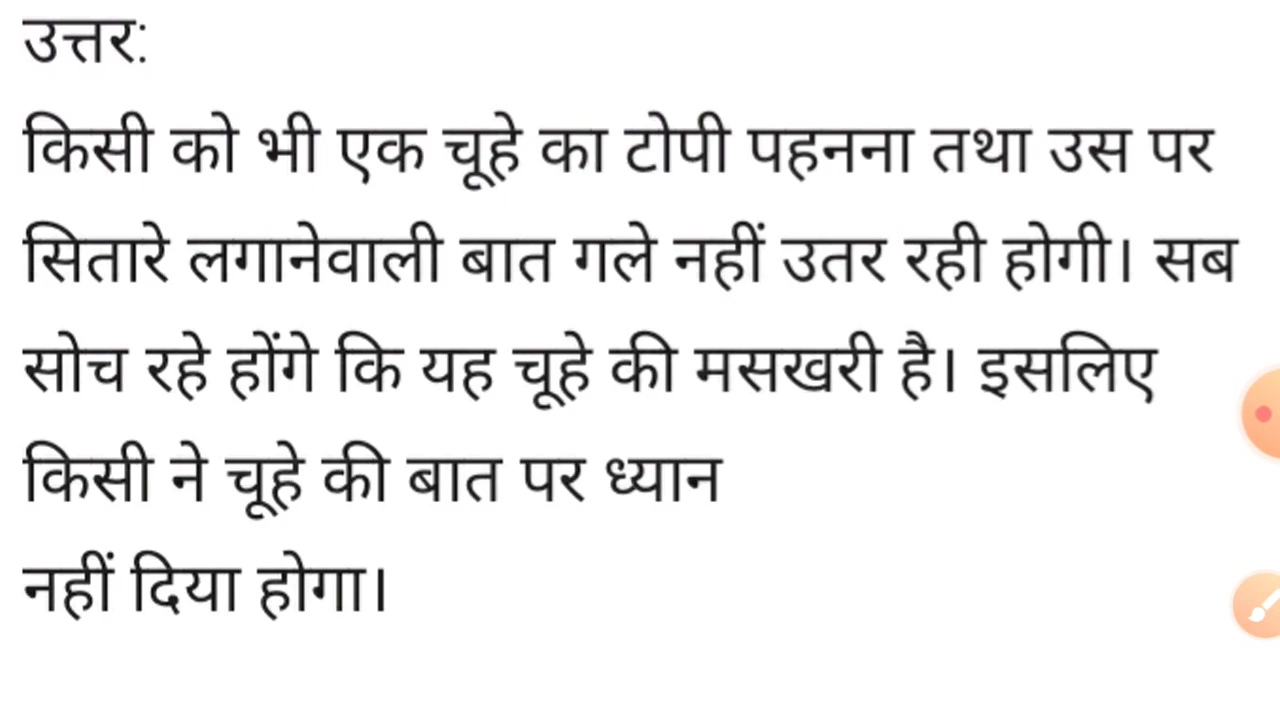 उत्तर:
किसी को भी एक चूहे का टोपी पहनना तथा उस पर
सितारे लगानेवाली बात गले नहीं उतर रही होगी। सब
सोच रहे होंगे कि यह चूहे की मसखरी है। इसलिए
किसी ने चूहे की बात पर ध्यान
नहीं दिया होगा।